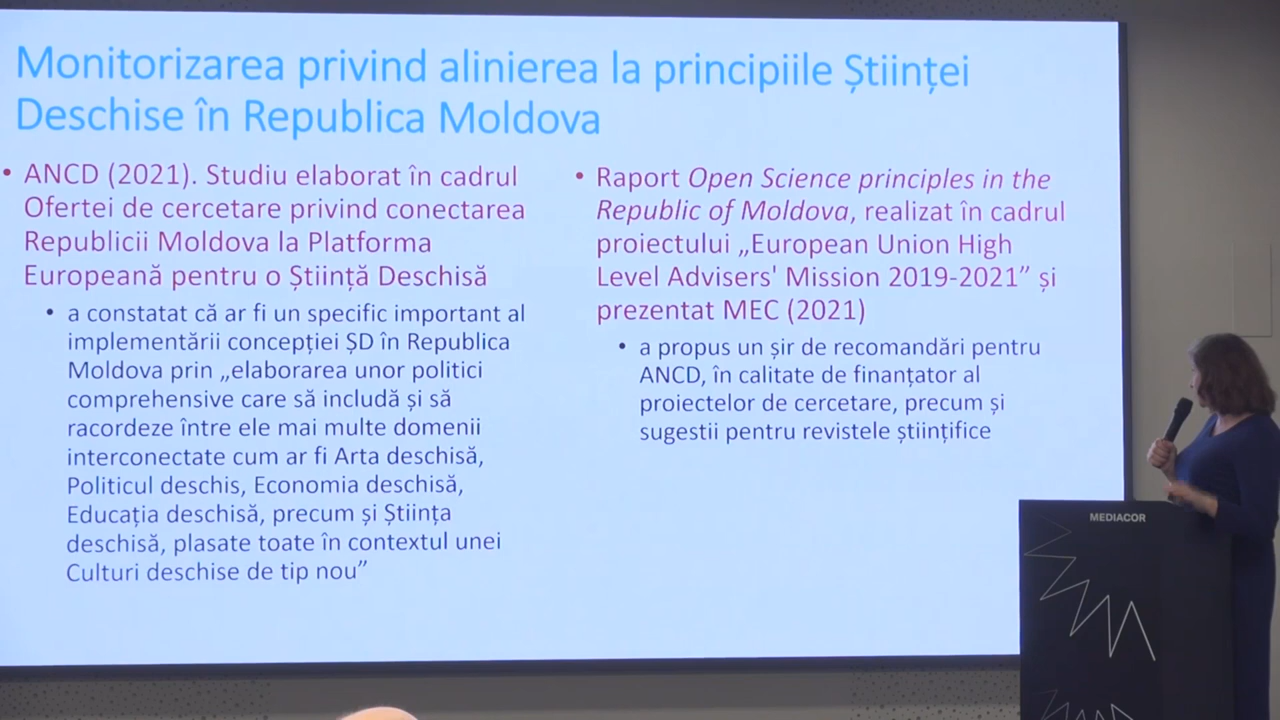 Monitorizarea privind alinierea la principiile Științei
Deschise în Republica Moldova
• ANCD (2021). Studiu elaborat în cadrul
Ofertei de cercetare privind conectarea
Republicii Moldova la Platforma
Europeană pentru o Știință Deschisă
• a constatat că ar fi un specific important al
implementării concepției ȘD în Republica
Moldova prin „elaborarea unor politici
comprehensive care să includă și să
racordeze între ele mai multe domenii
interconectate cum ar fi Arta deschisă,
Politicul deschis, Economia deschisă,
Educația deschisă, precum și Știința
deschisă, plasate toate în contextul unei
Culturi deschise de tip nou”
• Raport Open Science principles in the
Republic of Moldova, realizat în cadrul
proiectului „European Union High
Level Advisers' Mission 2019-2021” și
prezentat MEC (2021)
• a propus un șir de recomandări pentru
ANCD, în calitate de finanțator al
proiectelor de cercetare, precum și
sugestii pentru revistele științifice
MEDIACOR